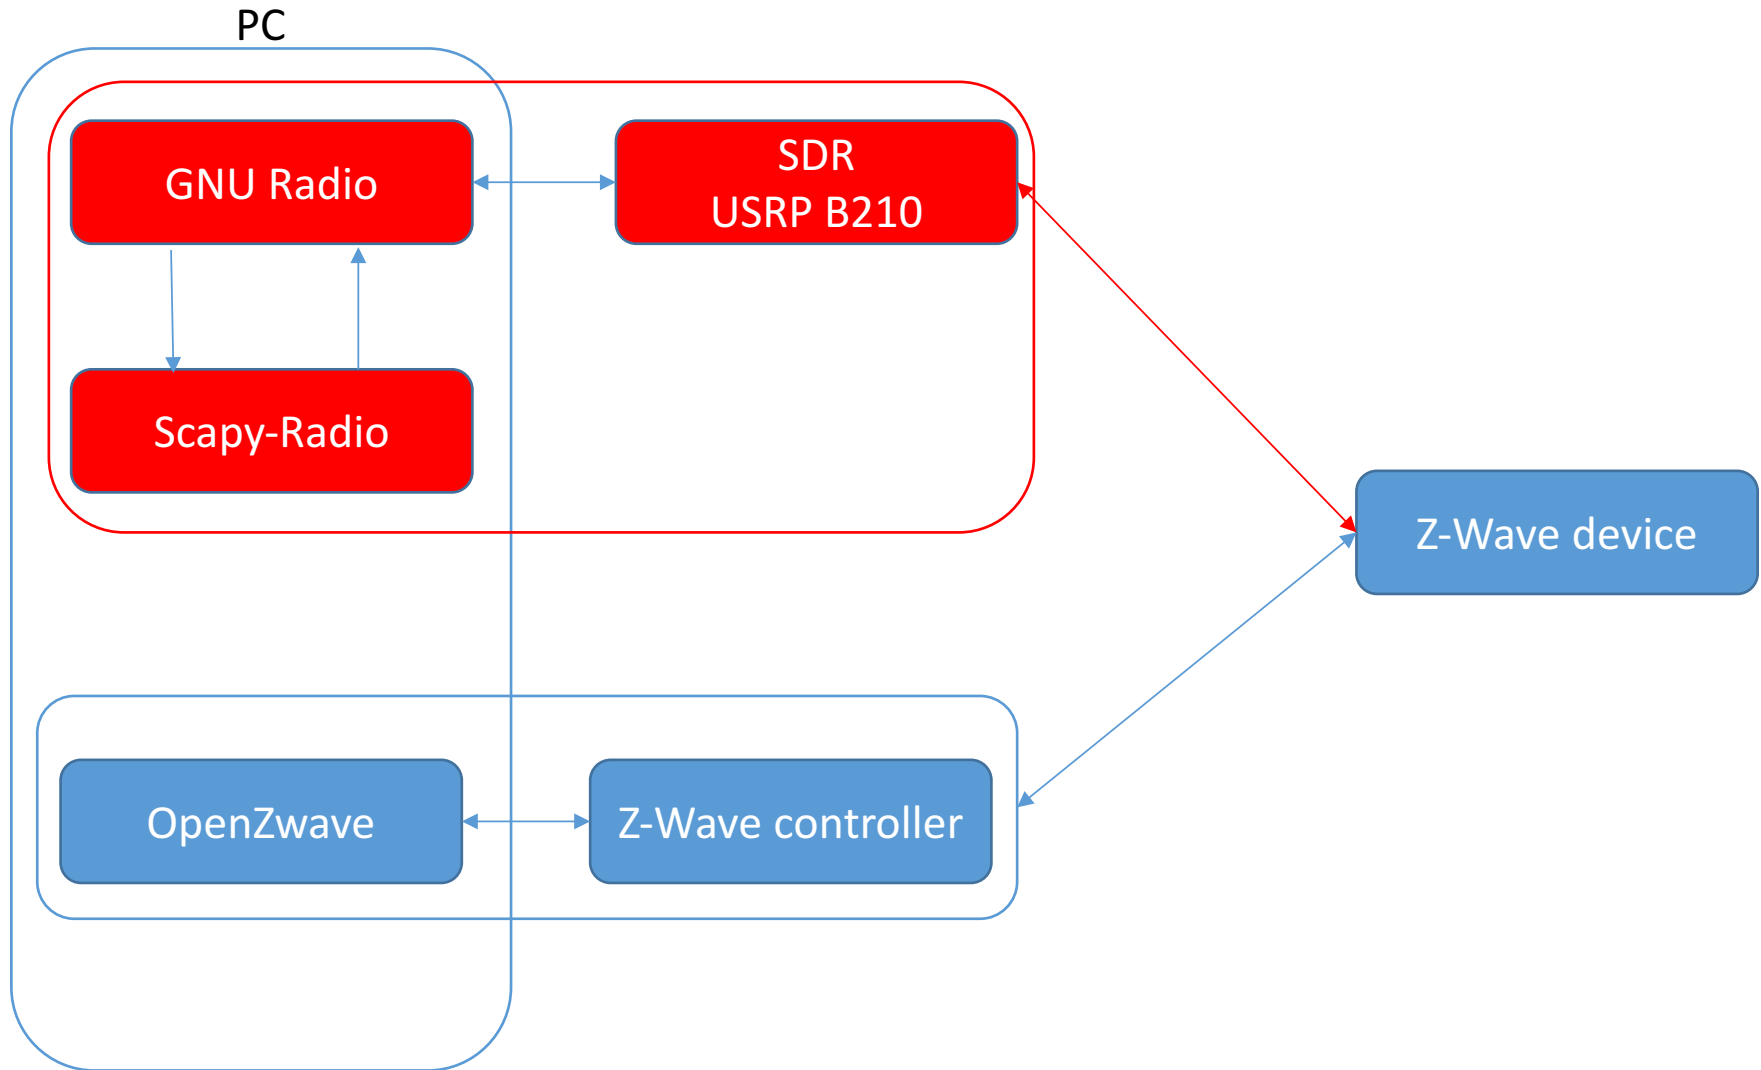 PC
GNU Radio
SDR
USRP B210
Scapy-Radio
Z-Wave device
OpenZwave
Z-Wave controller